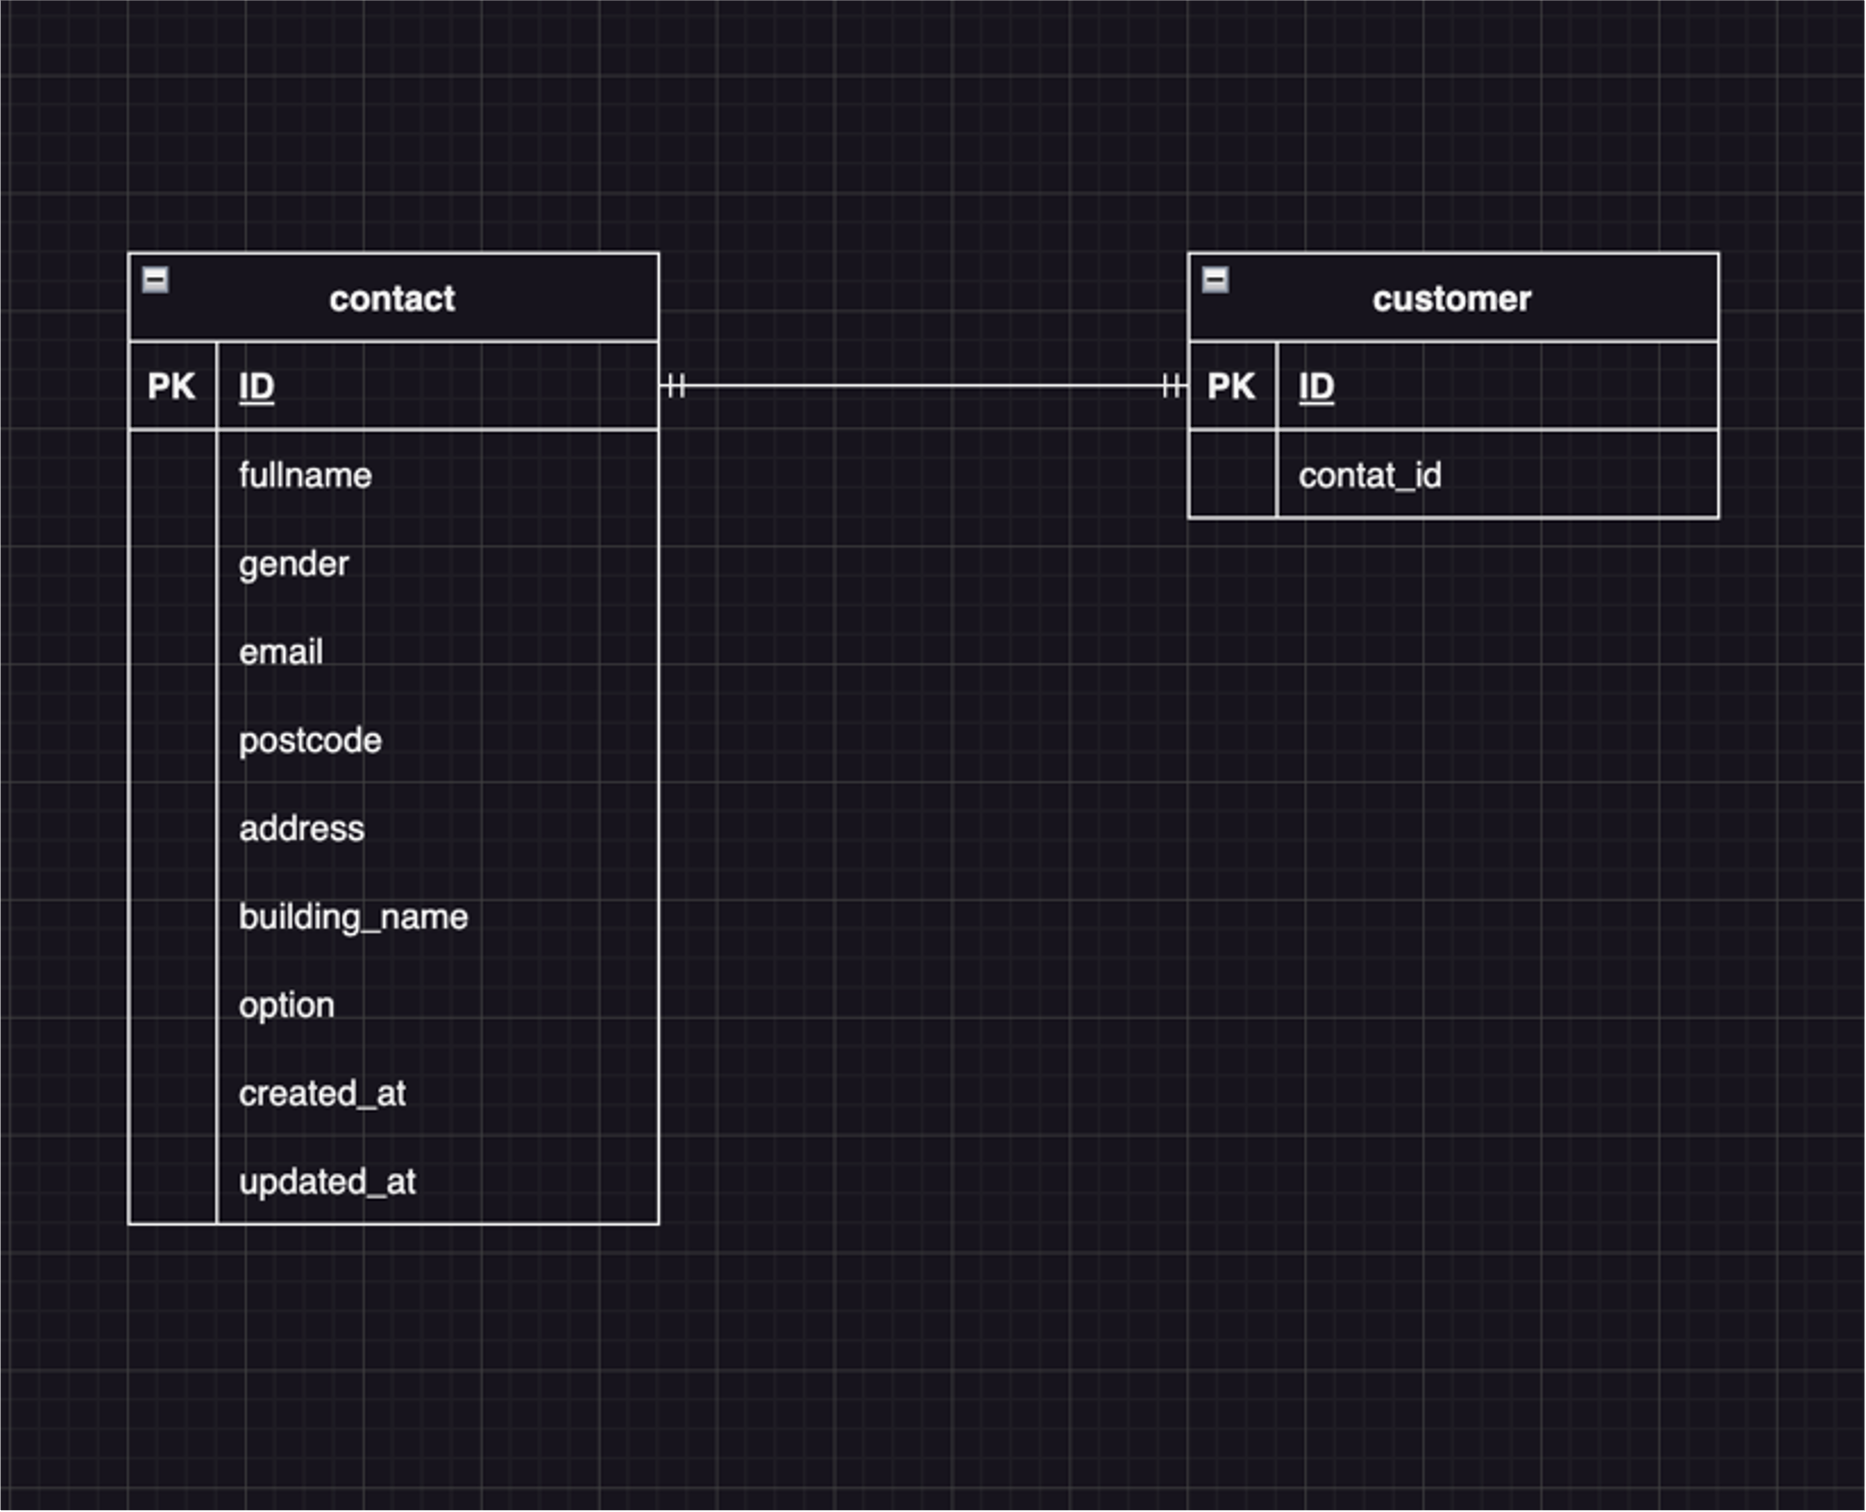 contact
PK ID
fullname
gender
email
postcode
address
building_name
option
created_at
updated_at
customer
PK ID
contat_id